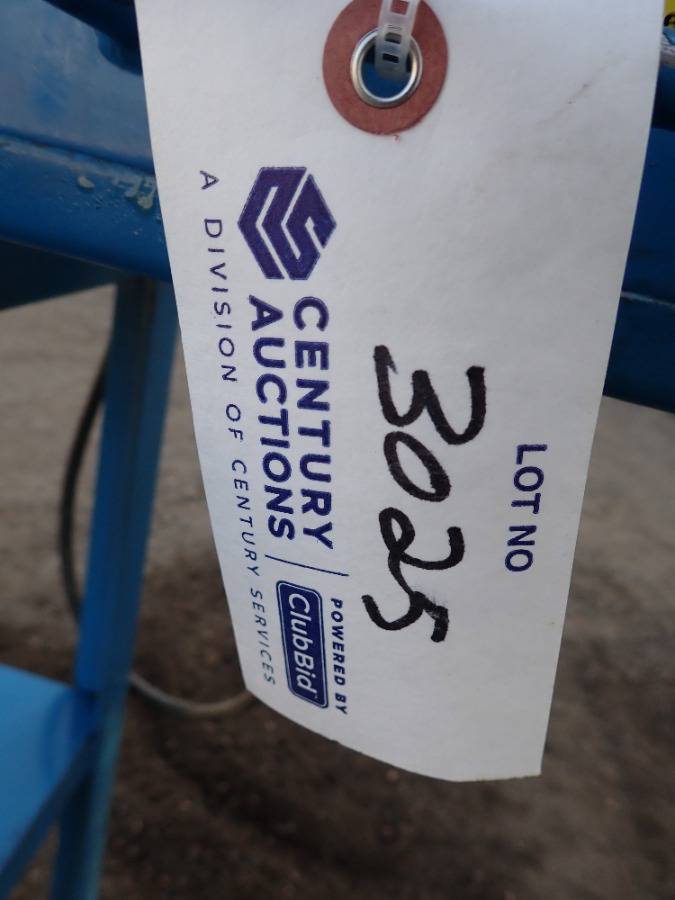 LOT NO
3025
CENTURY
AUCTIONS
POWERED BY
ClubBid
A DIVISION OF CENTURY SERVICES